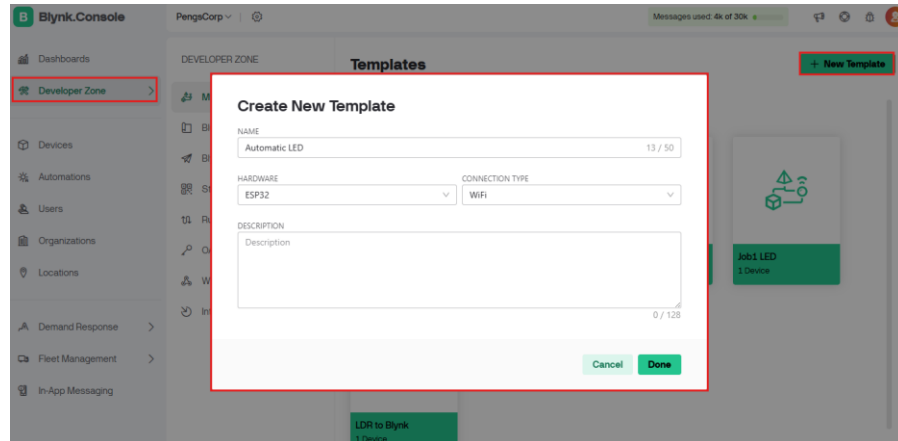 B Blynk.Console
PengsCorp
Messages used: 4k of 30k
Dashboards
Developer Zone
Devices
Automations
Users
Organizations
Locations
Demand Response
Fleet Management
In-App Messaging
DEVELOPER ZONE
Templates
+ New Template
Create New Template
NAME
Automatic LED
13 / 50
HARDWARE
CONNECTION TYPE
ESP32
WiFi
DESCRIPTION
Description
0 / 128
Cancel
Done
Job1 LED
1 Device
LDR to Blynk
1 Device